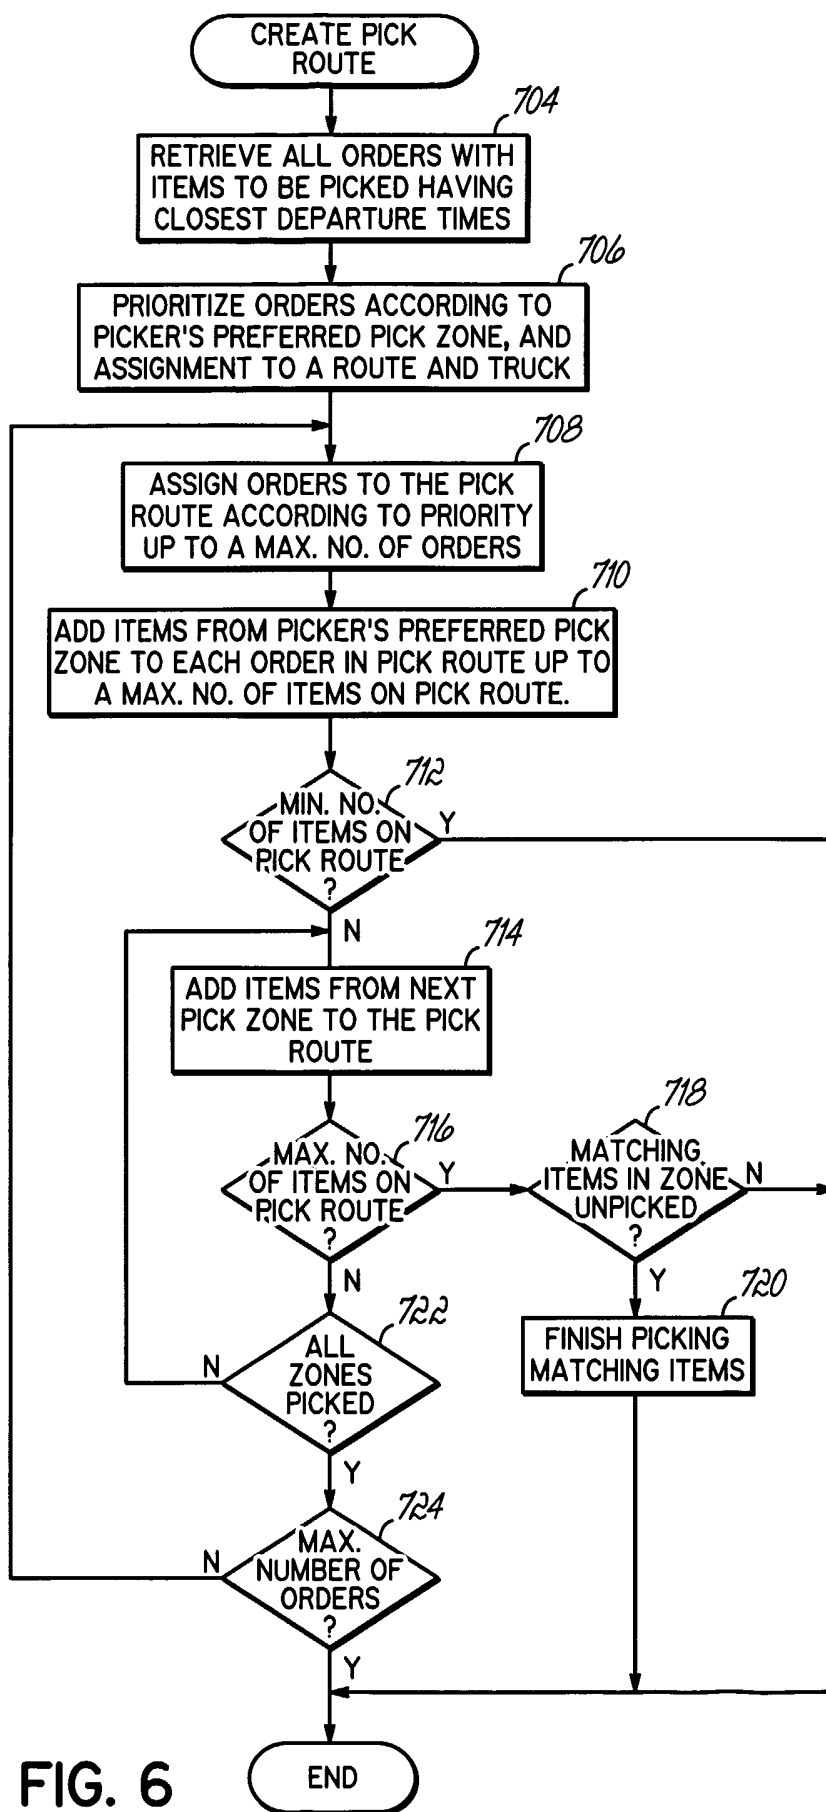 CREATE PICK
ROUTE
704
RETRIEVE ALL ORDERS WITH
ITEMS TO BE PICKED HAVING
CLOSEST DEPARTURE TIMES
706
PRIORITIZE ORDERS ACCORDING TO
PICKER'S PREFERRED PICK ZONE, AND
ASSIGNMENT TO A ROUTE AND TRUCK
708
ASSIGN ORDERS TO THE PICK
ROUTE ACCORDING TO PRIORITY
UP TO A MAX. NO. OF ORDERS
710
ADD ITEMS FROM PICKER'S PREFERRED PICK
ZONE TO EACH ORDER IN PICK ROUTE UP TO
A MAX. NO. OF ITEMS ON PICK ROUTE.
712
MIN. NO.
OF ITEMS ON
PICK ROUTE
?
Y
N
714
ADD ITEMS FROM NEXT
PICK ZONE TO THE PICK
ROUTE
716
MAX. NO.
OF ITEMS ON
PICK ROUTE
?
Y
N
718
MATCHING
ITEMS IN ZONE
UNPICKED
?
N
Y
720
FINISH PICKING
MATCHING ITEMS
722
ALL
ZONES
PICKED
?
N
Y
724
MAX.
NUMBER OF
ORDERS
?
N
Y
END
FIG. 6